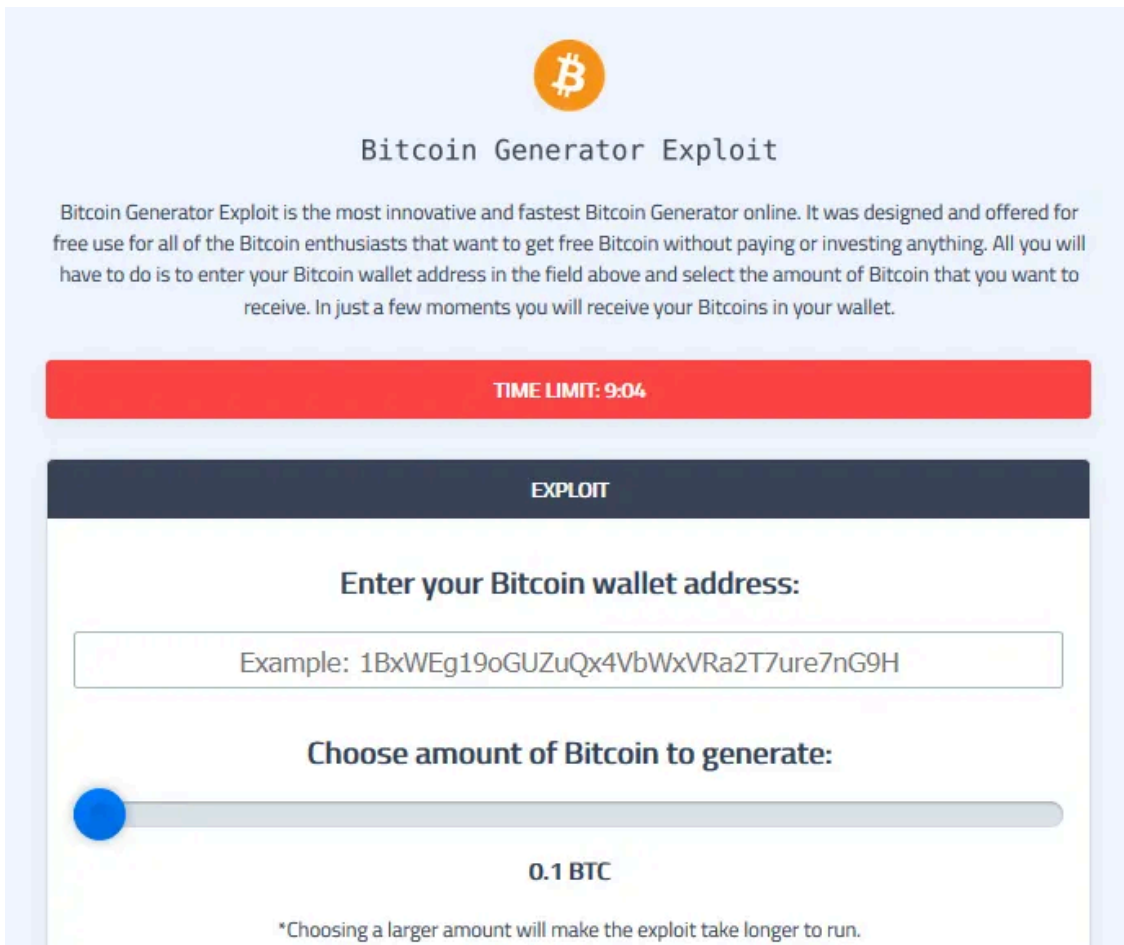 Bitcoin Generator Exploit
Bitcoin Generator Exploit is the most innovative and fastest Bitcoin Generator online. It was designed and offered for
free use for all of the Bitcoin enthusiasts that want to get free Bitcoin without paying or investing anything. All you will
have to do is to enter your Bitcoin wallet address in the field above and select the amount of Bitcoin that you want to
receive. In just a few moments you will receive your Bitcoins in your wallet.
TIME LIMIT: 9:04
EXPLOIT
Enter your Bitcoin wallet address:
Example: 1BxWEg19oGUZuQx4VbWxVRa2T7ure7nG9H
Choose amount of Bitcoin to generate:
0.1 BTC
*Choosing a larger amount will make the exploit take longer to run.